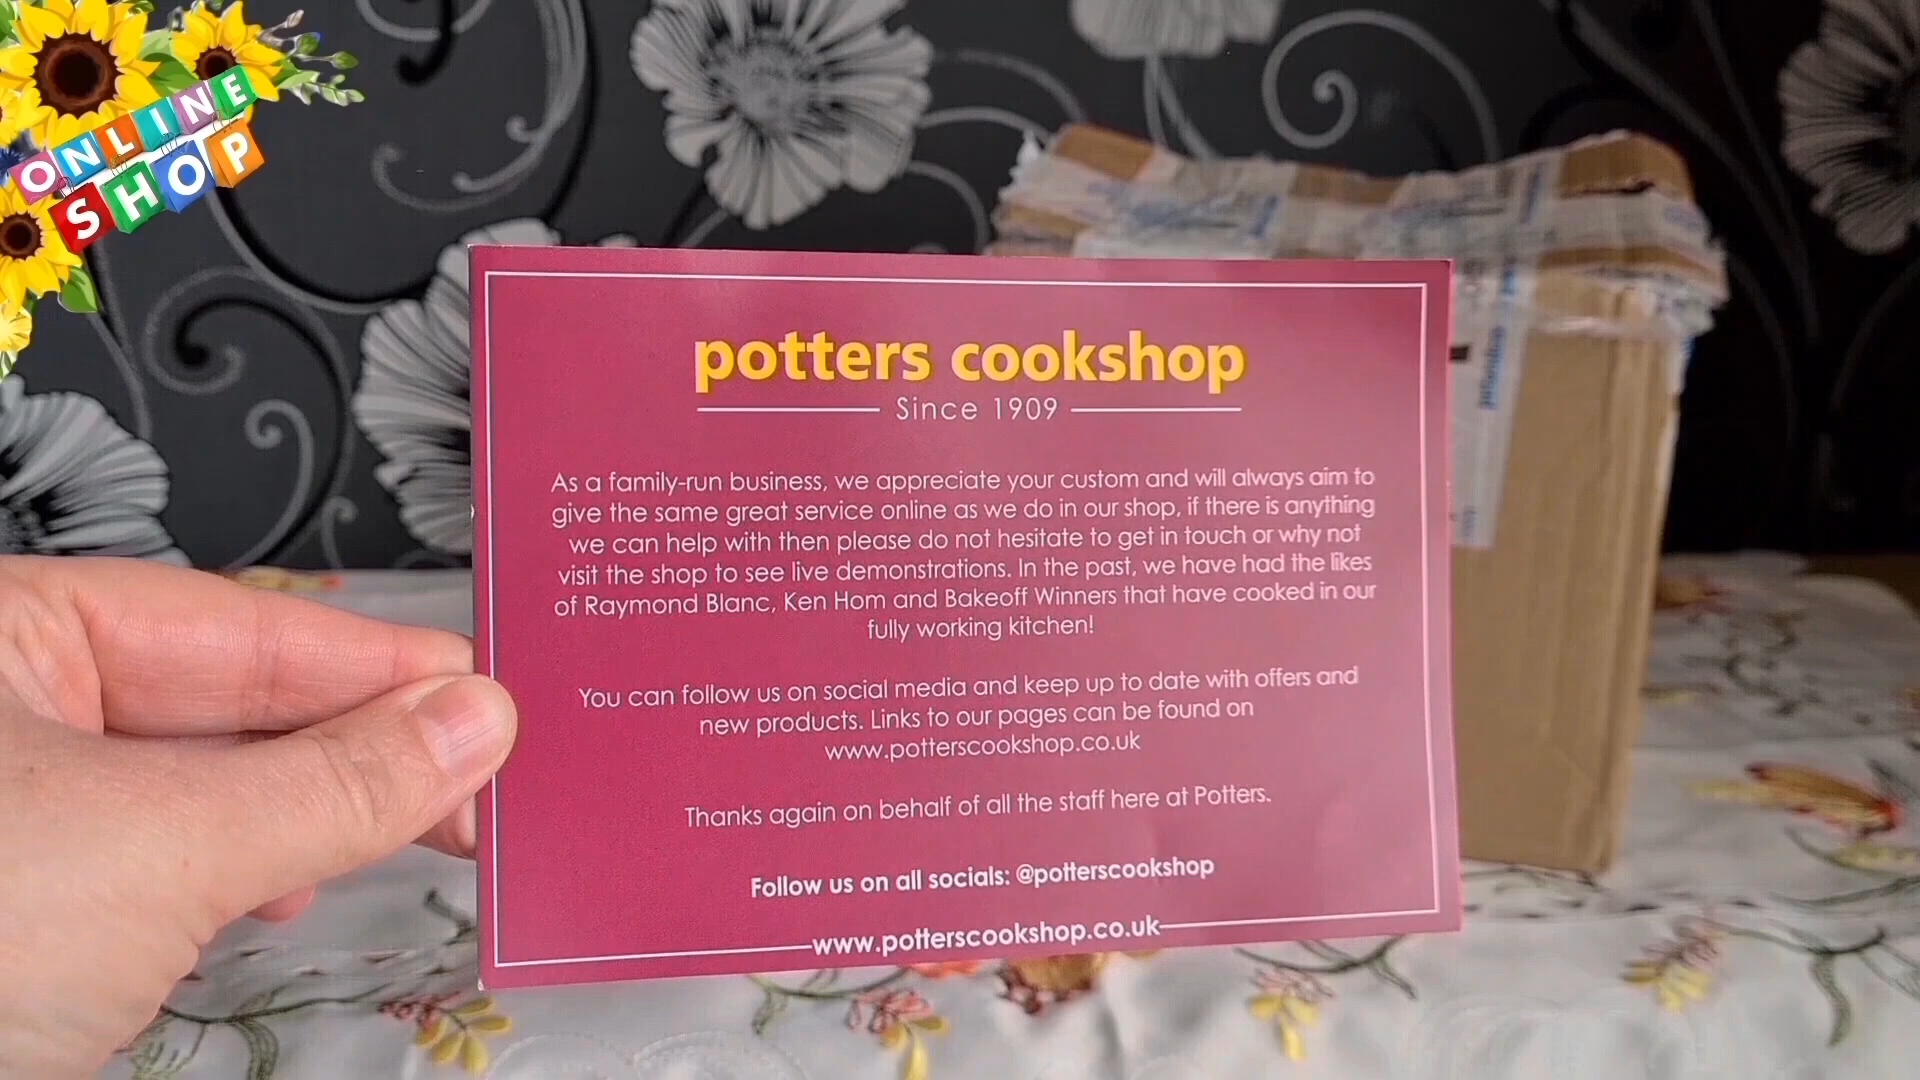 ONLINE
SHOP
potters cookshop
Since 1909
As a family-run business, we appreciate your custom and will always aim to
give the same great service online as we do in our shop, if there is anything
we can help with then please do not hesitate to get in touch or why not
visit the shop to see live demonstrations. In the past, we have had the likes
of Raymond Blanc, Ken Hom and Bakeoff Winners that have cooked in our
fully working kitchen!
You can follow us on social media and keep up to date with offers and
new products. Links to our pages can be found on
www.potterscookshop.co.uk
Thanks again on behalf of all the staff here at Potters.
Follow us on all socials: @potterscookshop
www.potterscookshop.co.uk